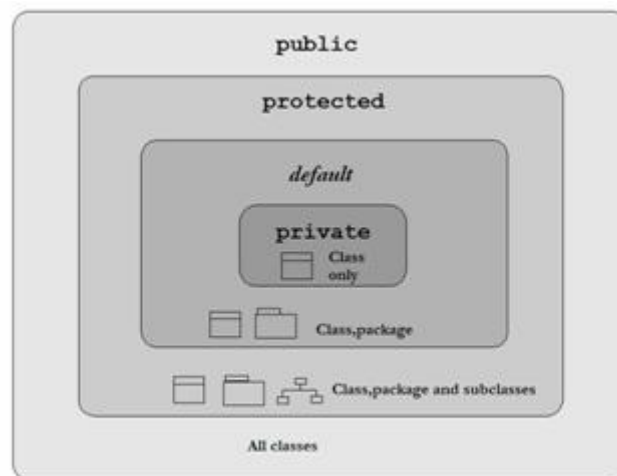 public
protected
default
private
Class
only
Class,package
Class,package and subclasses
All classes